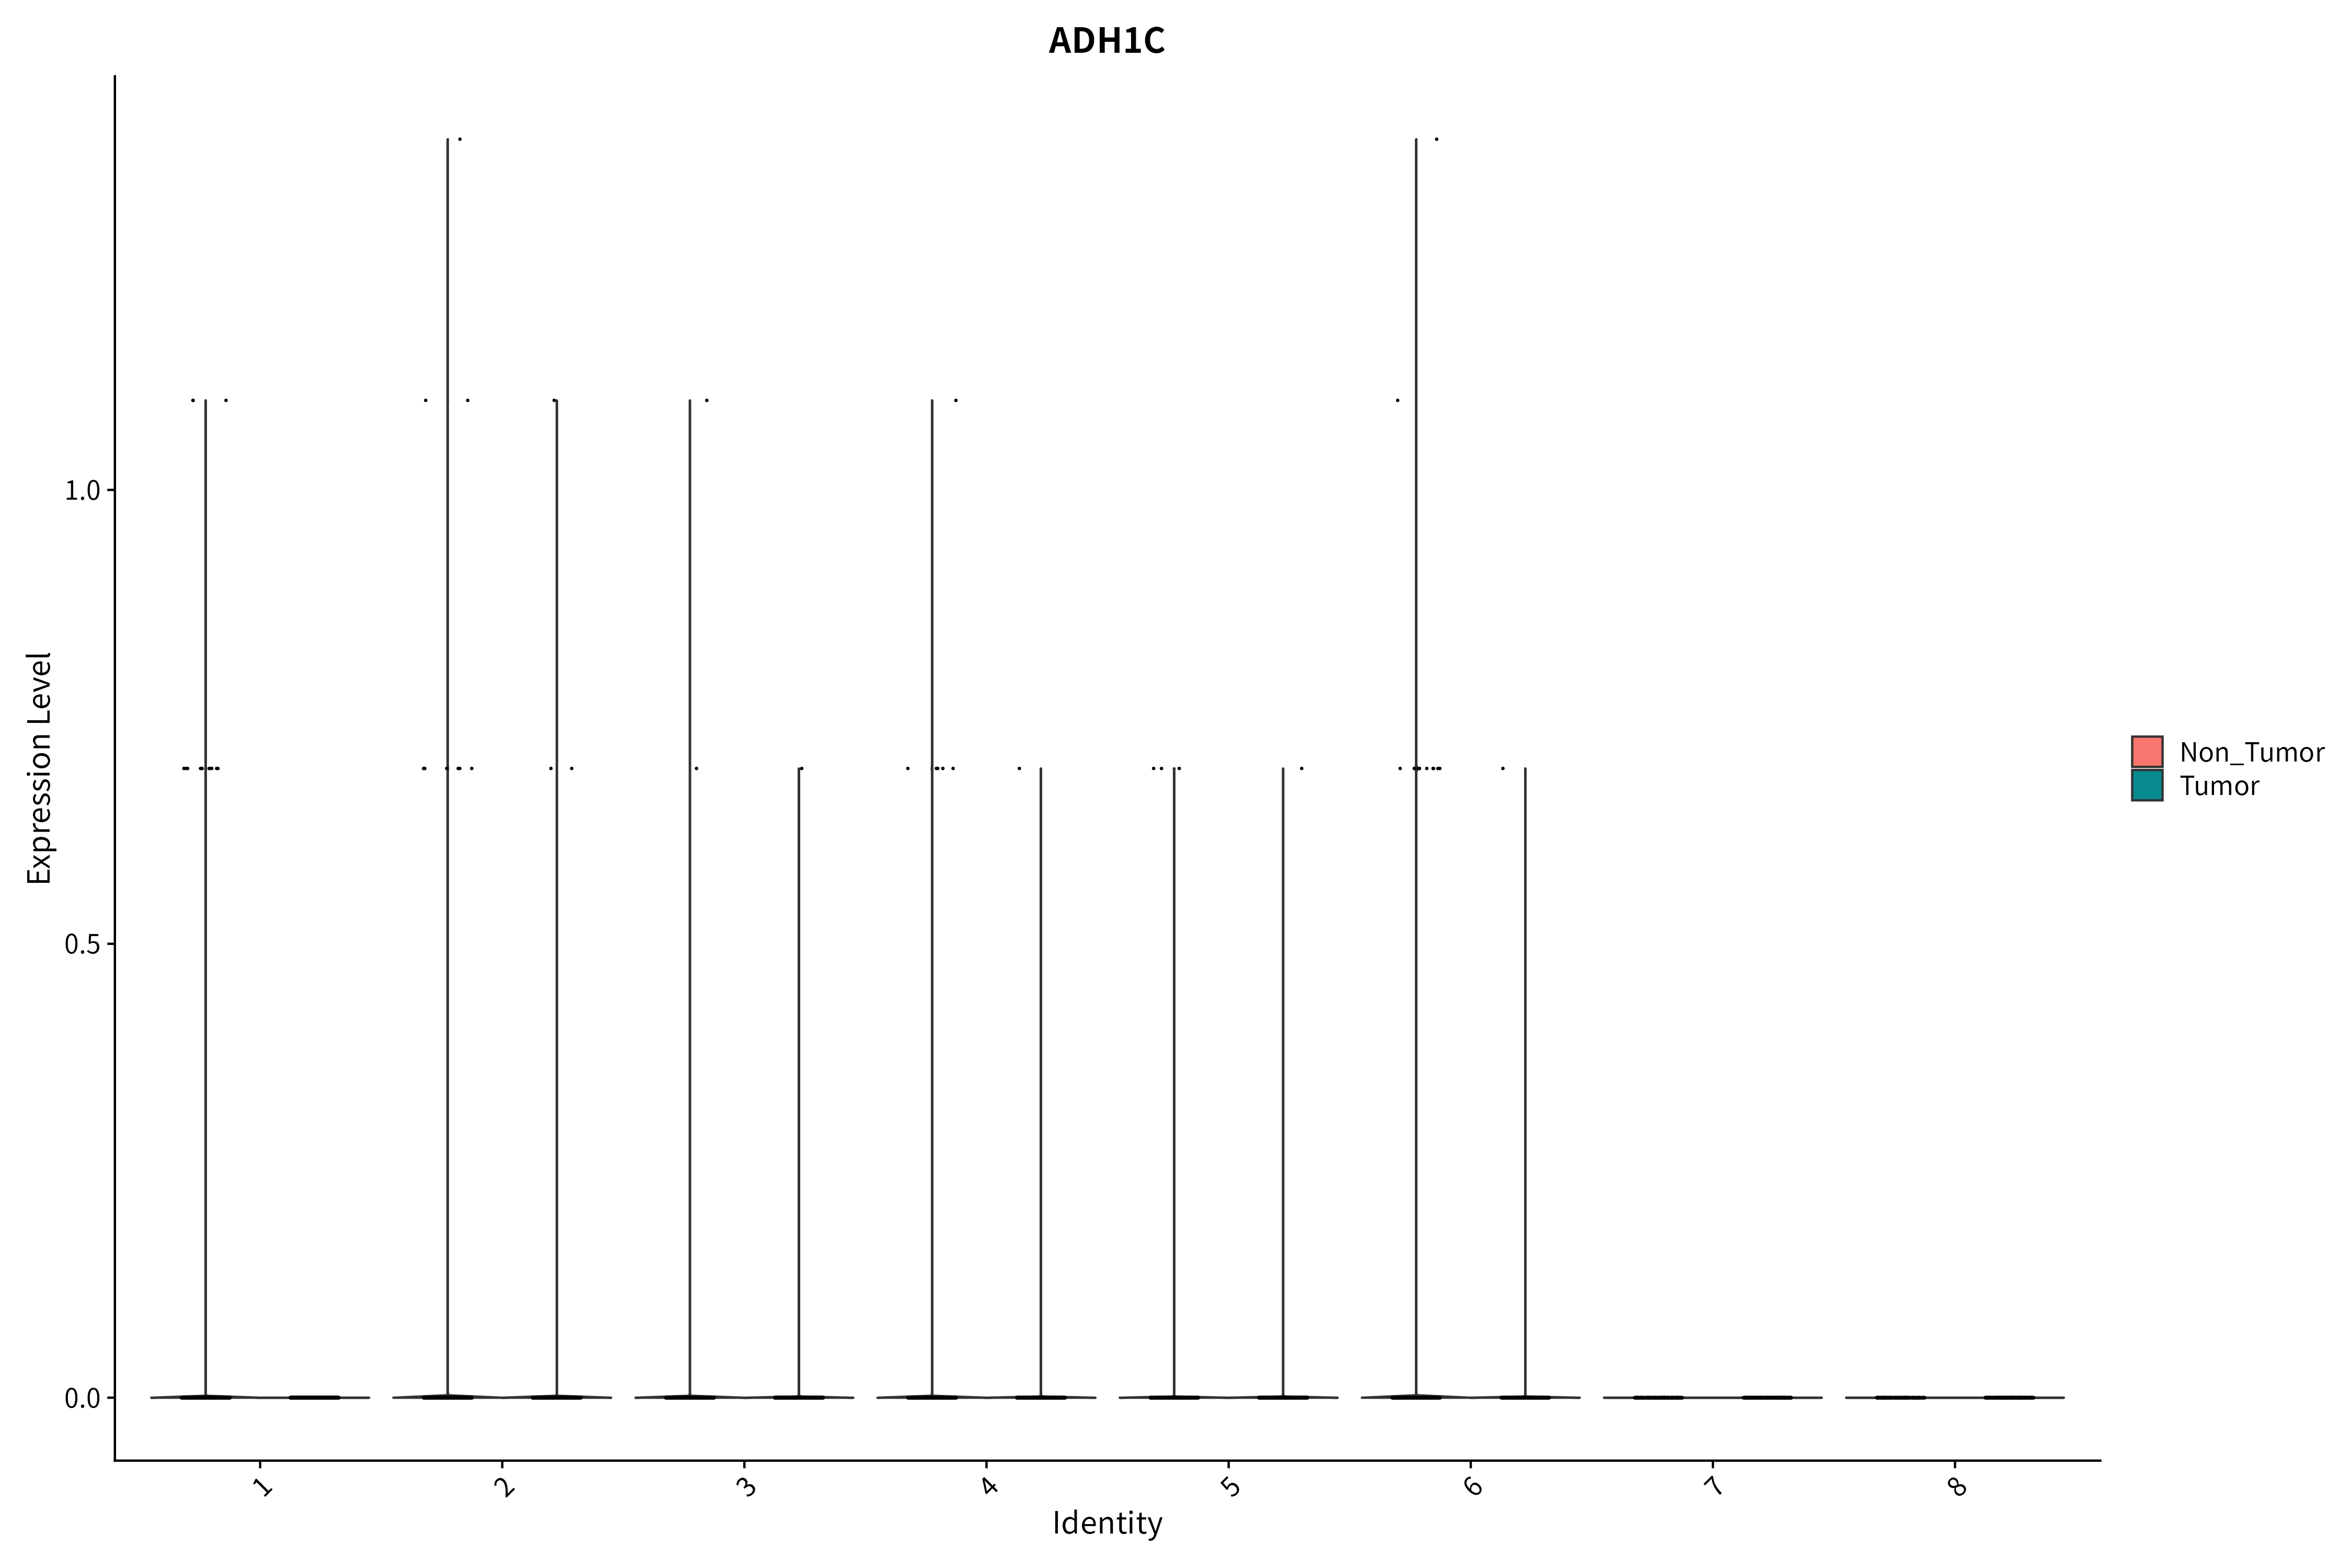 ADH1C
Expression Level
1.0
0.5
0.0
1
2
3
4
5
6
7
8
Identity
Non_Tumor
Tumor